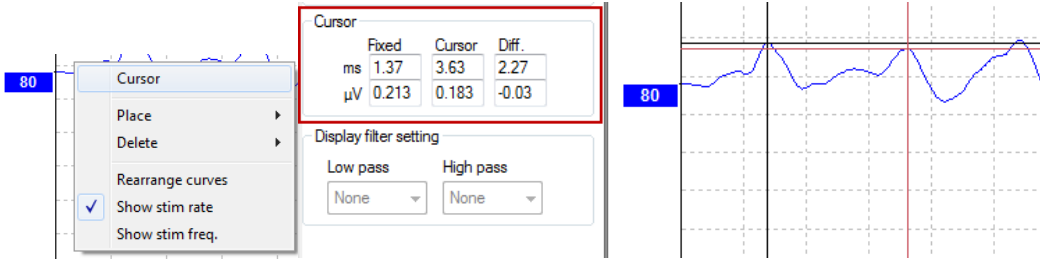 80
Cursor
Place
Delete
Rearrange curves
Show stim rate
Show stim freq.
Cursor
Fixed Cursor Diff.
ms 1.37 3.63 2.27
µV 0.213 0.183 -0.03
Display filter setting
Low pass High pass
None None
80